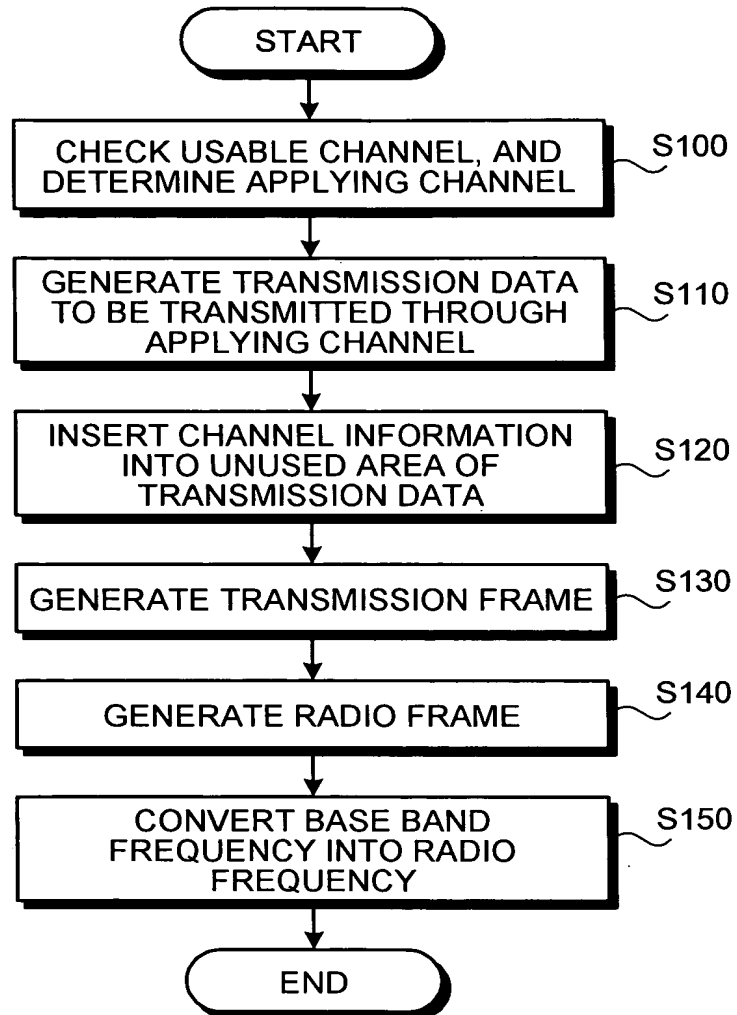 START
CHECK USABLE CHANNEL, AND
DETERMINE APPLYING CHANNEL
S100
GENERATE TRANSMISSION DATA
TO BE TRANSMITTED THROUGH
APPLYING CHANNEL
S110
INSERT CHANNEL INFORMATION
INTO UNUSED AREA OF
TRANSMISSION DATA
S120
GENERATE TRANSMISSION FRAME
S130
GENERATE RADIO FRAME
S140
CONVERT BASE BAND
FREQUENCY INTO RADIO
FREQUENCY
S150
END